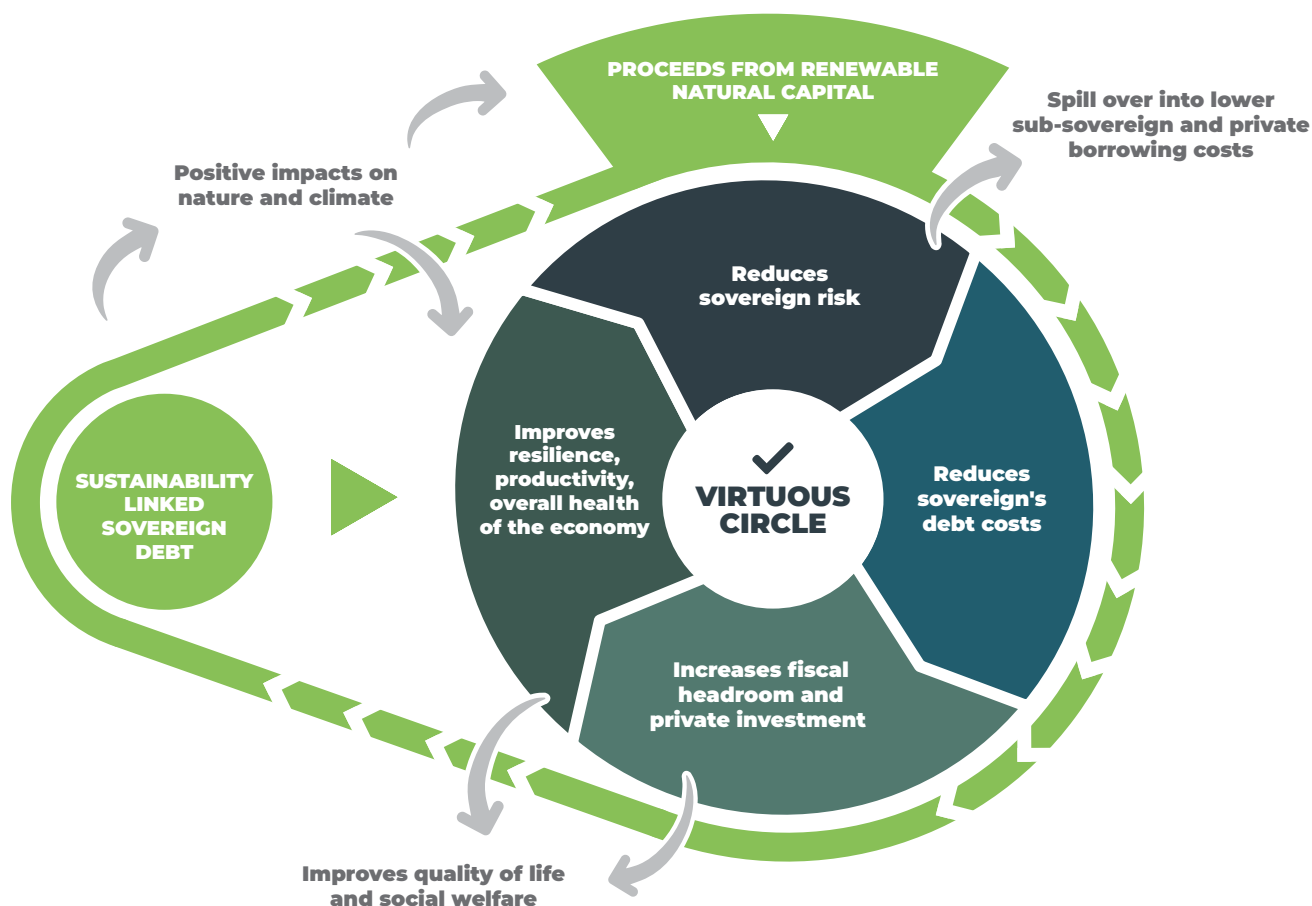 PROCEEDS FROM RENEWABLE
NATURAL CAPITAL
Spill over into lower
sub-sovereign and private
borrowing costs
Positive impacts on
nature and climate
Reduces
sovereign risk
Improves
resilience,
productivity,
overall health
of the economy
SUSTAINABILITY
LINKED
SOVEREIGN
DEBT
VIRTUOUS
CIRCLE
Reduces
sovereign's
debt costs
Increases fiscal
headroom and
private investment
Improves quality of life
and social welfare